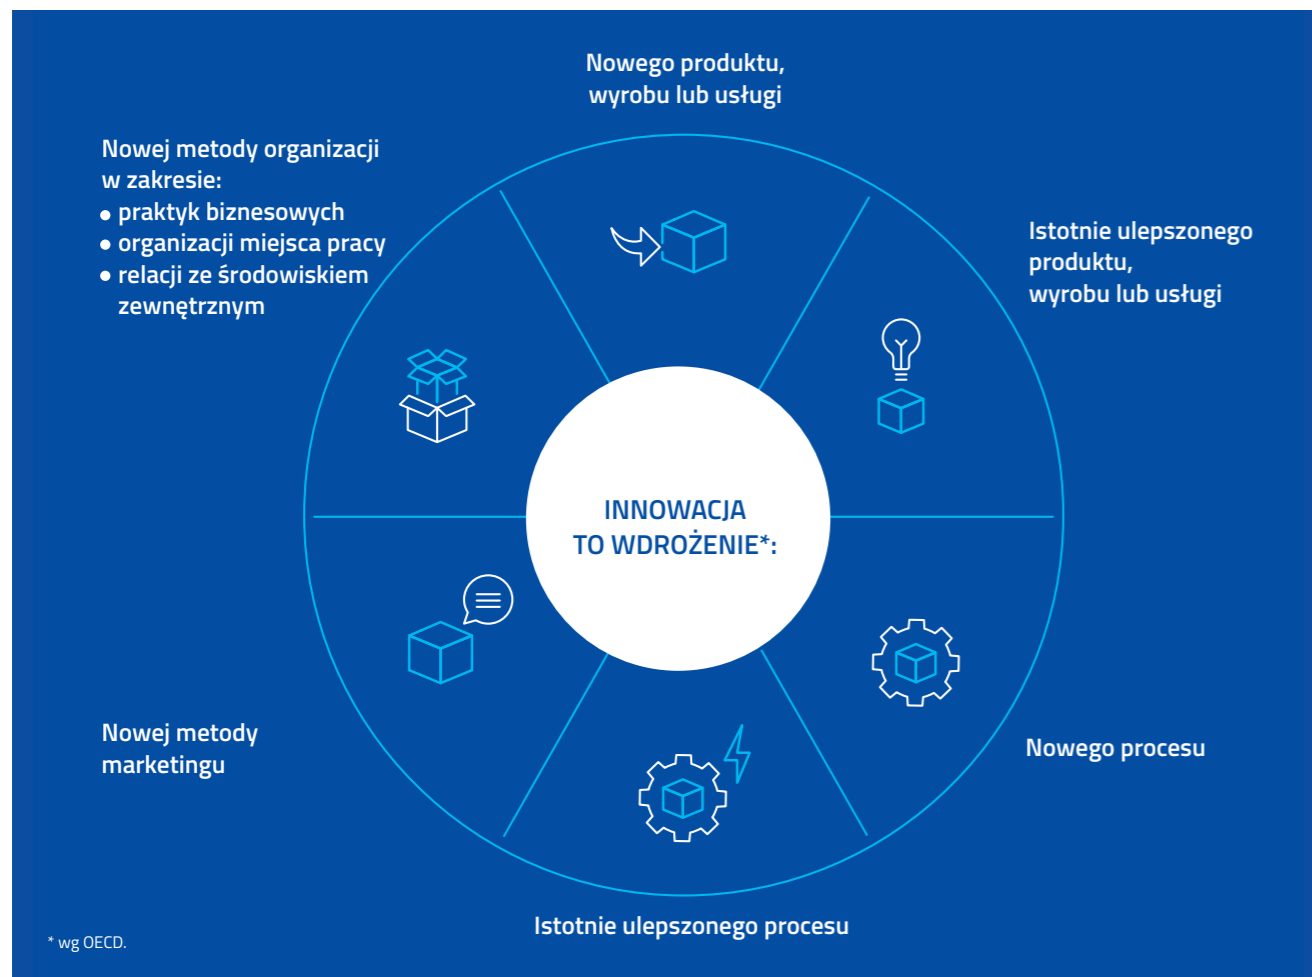 Nowego produktu,
wyrobu lub usługi
Nowej metody organizacji
w zakresie:
• praktyk biznesowych
• organizacji miejsca pracy
• relacji ze środowiskiem
zewnętrznym
Istotnie ulepszonego
produktu,
wyrobu lub usługi
INNOWACJA
TO WDROŻENIE*:
Nowej metody
marketingu
Nowego procesu
Istotnie ulepszonego procesu
* wg OECD.